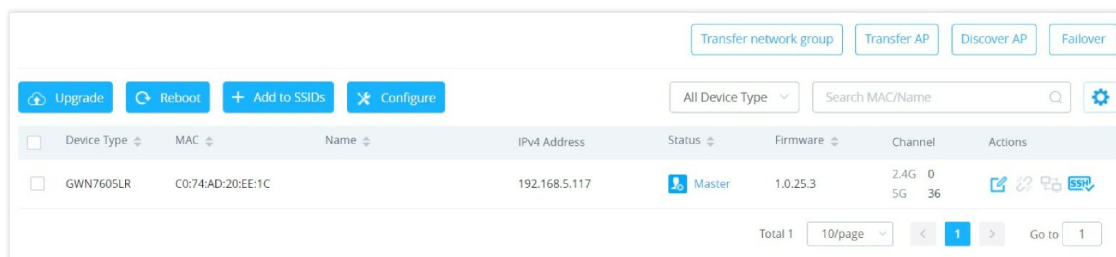 Transfer network group Transfer AP Discover AP Failover
Upgrade Reboot Add to SSIDs Configure All Device Type Search MAC/Name
Device Type MAC Name IPv4 Address Status Firmware Channel Actions
GWN7605LR C0:74:AD:20:EE:1C 192.168.5.117 Master 1.0.25.3 2.4G 0
5G 36 SSH
Total 1 10/page < 1 > Go to 1